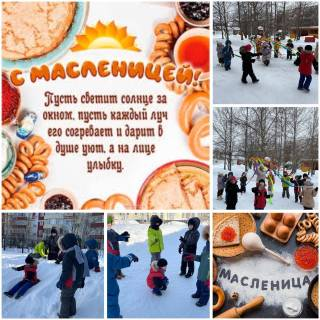 С МАСЛЕНИЦЕЙ!
Пусть светит солнце за
окном, пусть каждый луч
его согревает и дарит в
душе уют, а на лице
улыбку.
МАСЛЕНИЦА